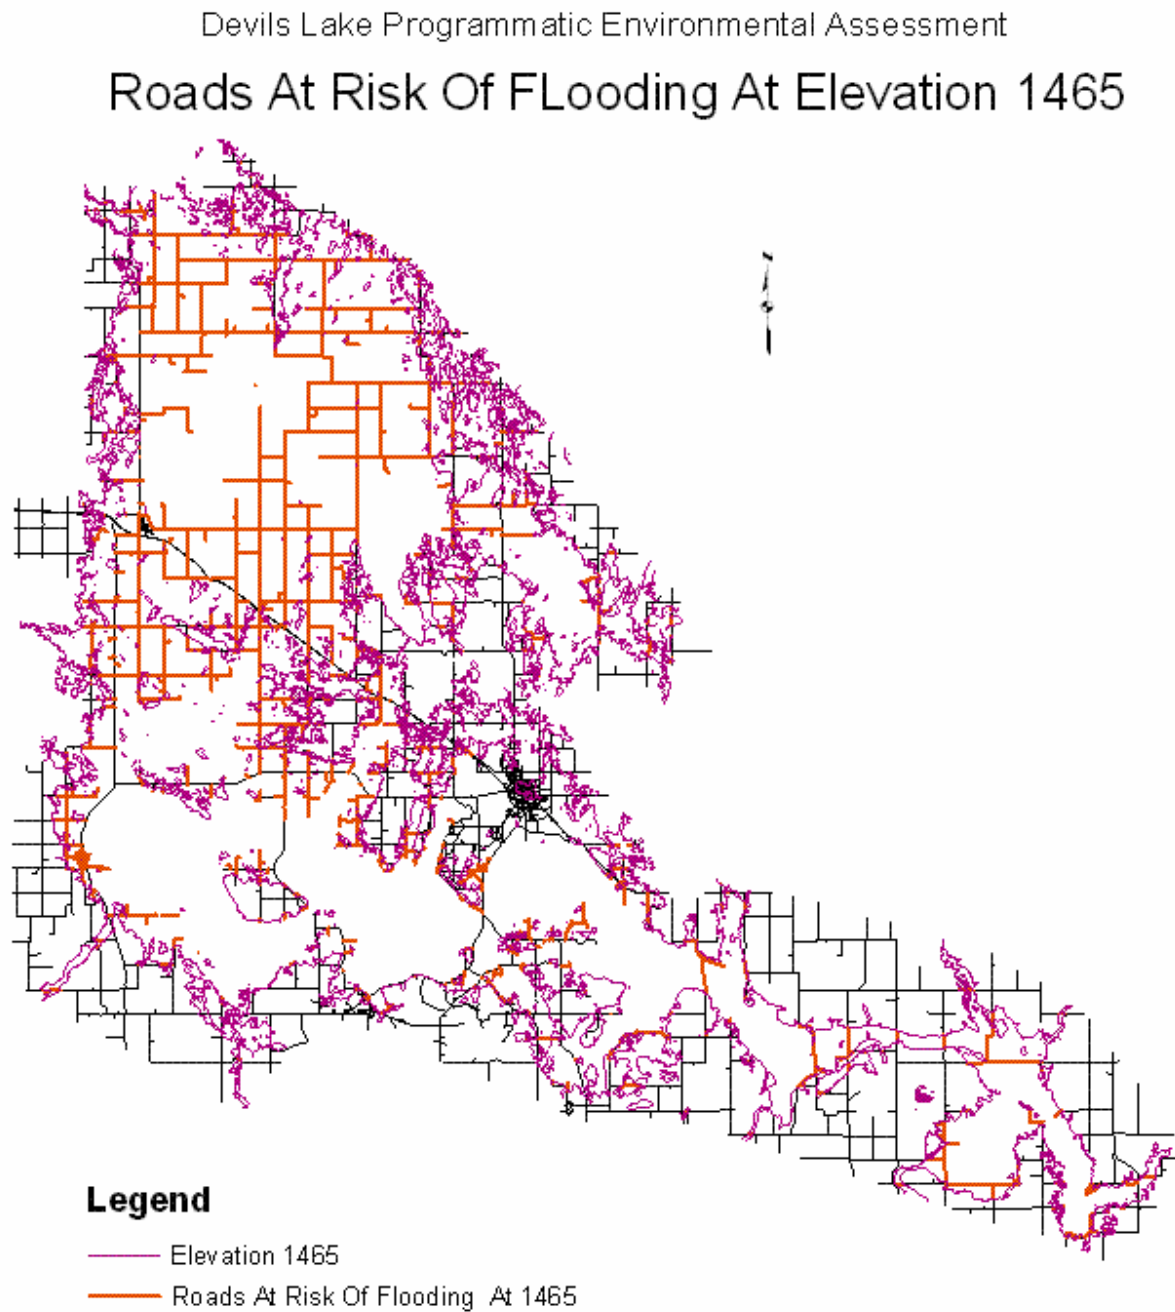 Devils Lake Programmatic Environmental Assessment
Roads At Risk Of FLooding At Elevation 1465
Legend
Elevation 1465
Roads At Risk Of Flooding At 1465